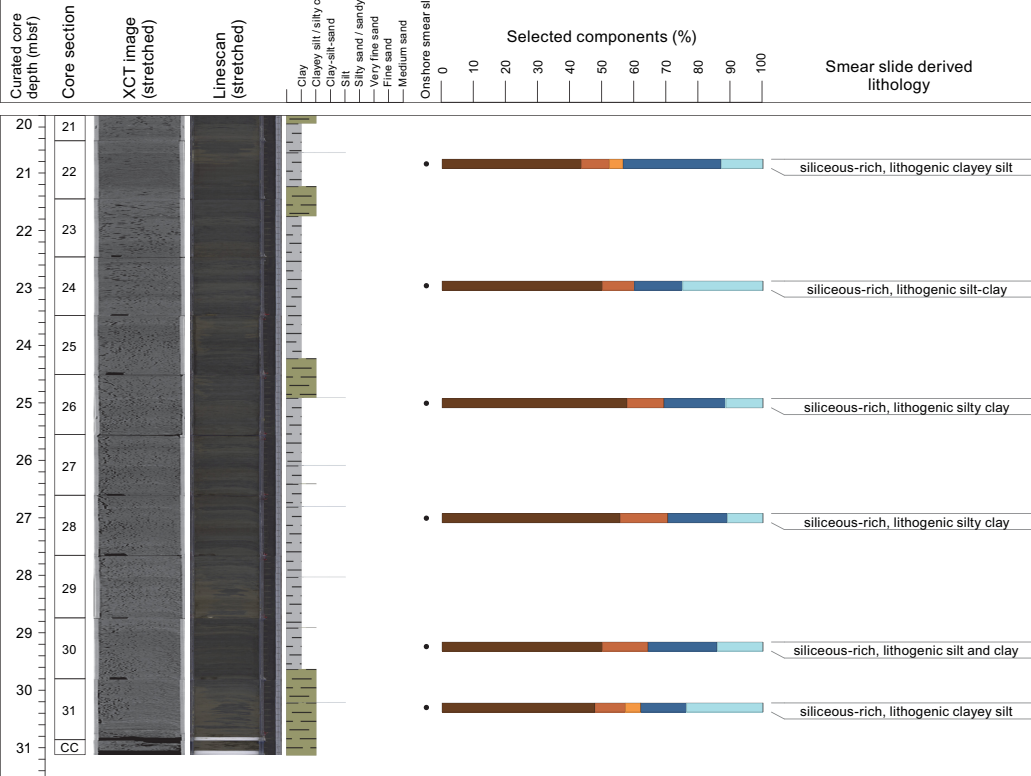 Curated core
depth (mbsf)
Core section
XCT image
(stretched)
Linescan
(stretched)
Clay
Clayey silt / silty
Clay-silt-sand
Silt
Silty sand / sandy
Very fine sand
Fine sand
Medium sand
Onshore smear
Selected components (%)
0 10 20 30 40 50 60 70 80 90 100
Smear slide derived
lithology
20
21
22
23
24
25
26
27
28
29
30
31
21
22
23
24
25
26
27
28
29
30
31
CC
siliceous-rich, lithogenic clayey silt
siliceous-rich, lithogenic silt-clay
siliceous-rich, lithogenic silty clay
siliceous-rich, lithogenic silty clay
siliceous-rich, lithogenic silt and clay
siliceous-rich, lithogenic clayey silt